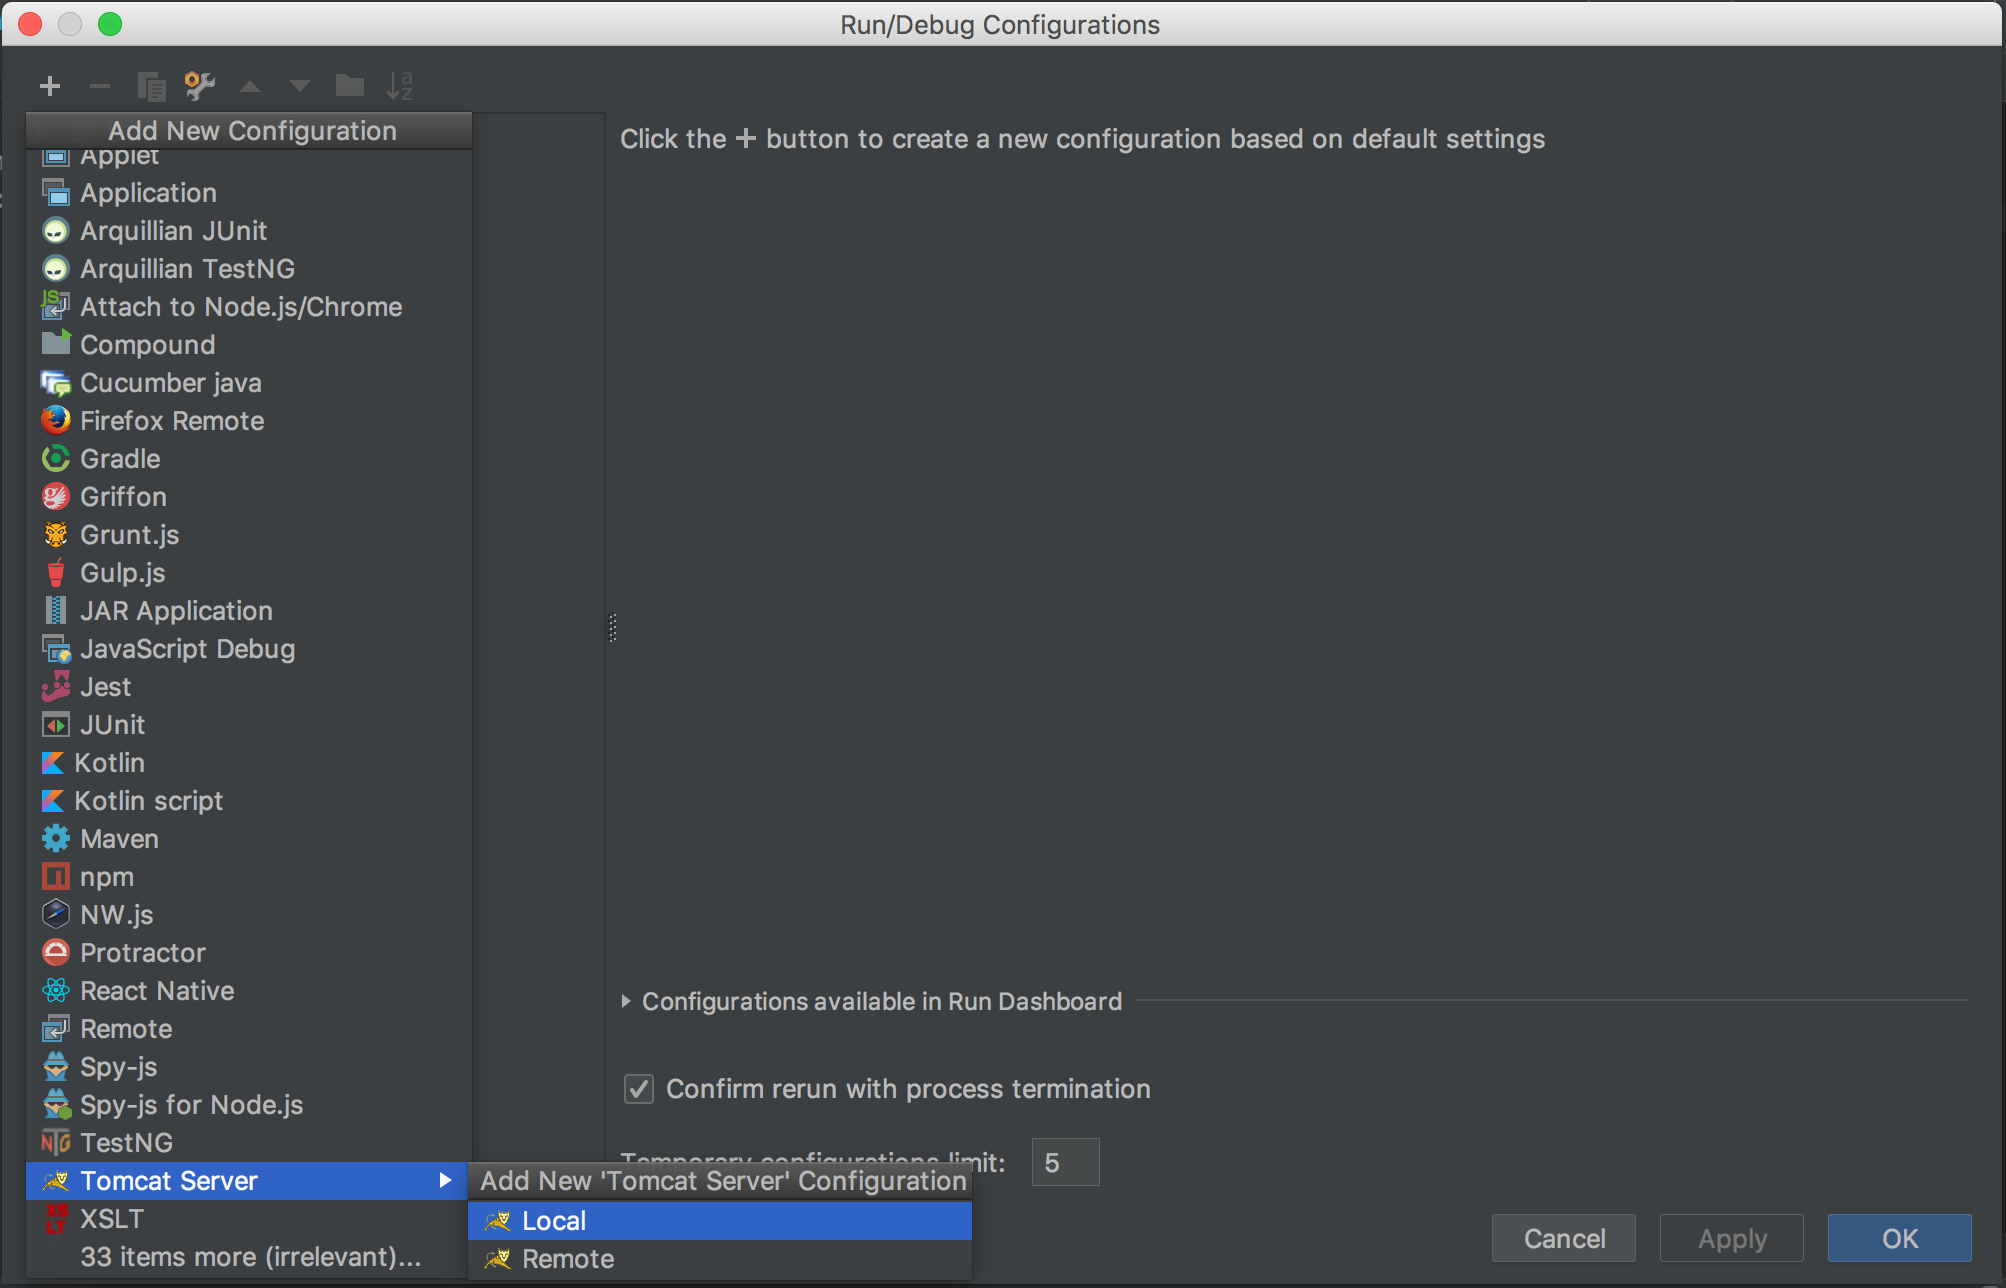 Run/Debug Configurations
Add New Configuration
Click the + button to create a new configuration based on default settings
Applet
Application
Arquillian JUnit
Arquillian TestNG
Attach to Node.js/Chrome
Compound
Cucumber java
Firefox Remote
Gradle
Griffon
Grunt.js
Gulp.js
JAR Application
JavaScript Debug
Jest
JUnit
Kotlin
Kotlin script
Maven
npm
NW.js
Protractor
React Native
Remote
Spy-js
Spy-js for Node.js
TestNG
Tomcat Server
XSLT
33 items more (irrelevant)...
Configurations available in Run Dashboard
Confirm rerun with process termination
Temporary configurations limit: 5
Add New 'Tomcat Server' Configuration
Local
Remote
Cancel
Apply
OK